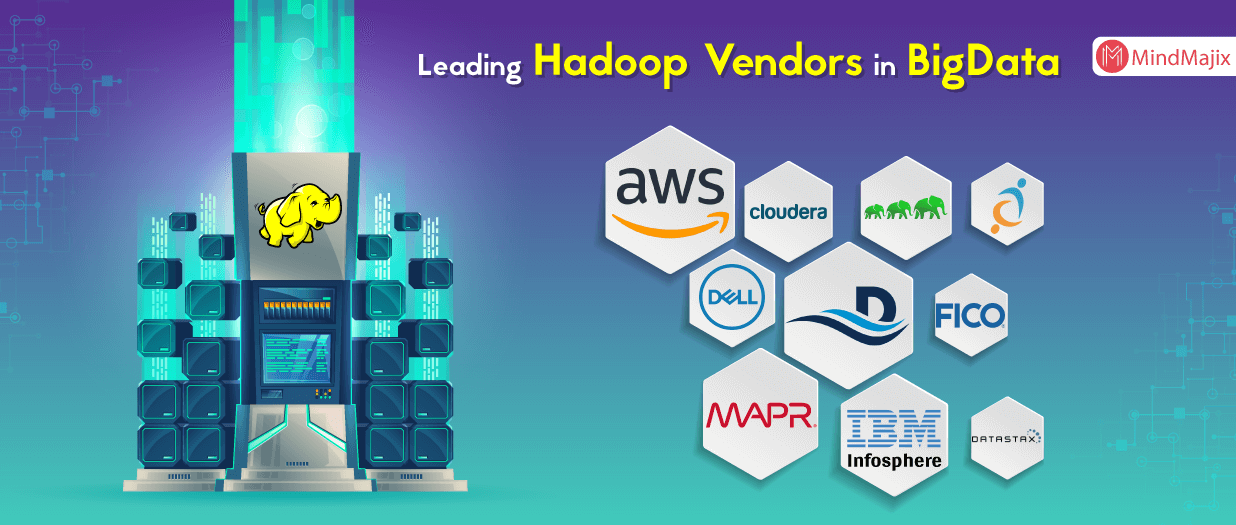 Leading Hadoop Vendors in BigData
MindMajix
aws
cloudera
DELL
D
FICO
MAPR
IBM
Infosphere
DATASTAX